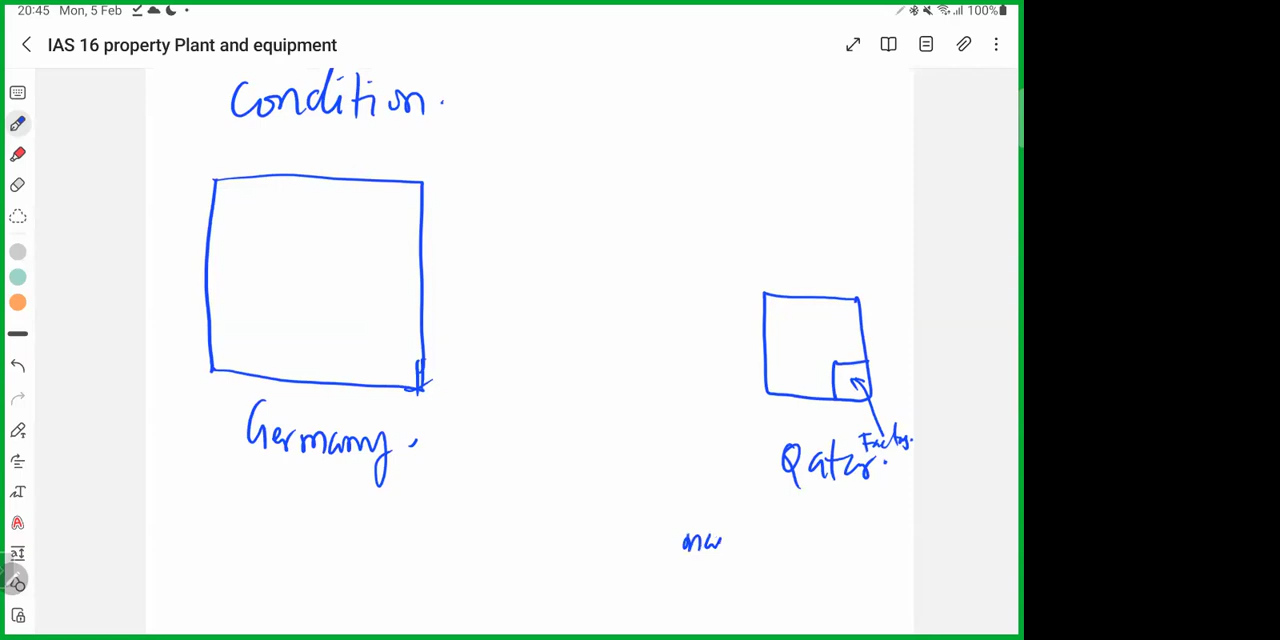 20:45 Mon, 5 Feb 100%
IAS 16 property Plant and equipment
Condition.
Germany.
Factory.
Qatar.